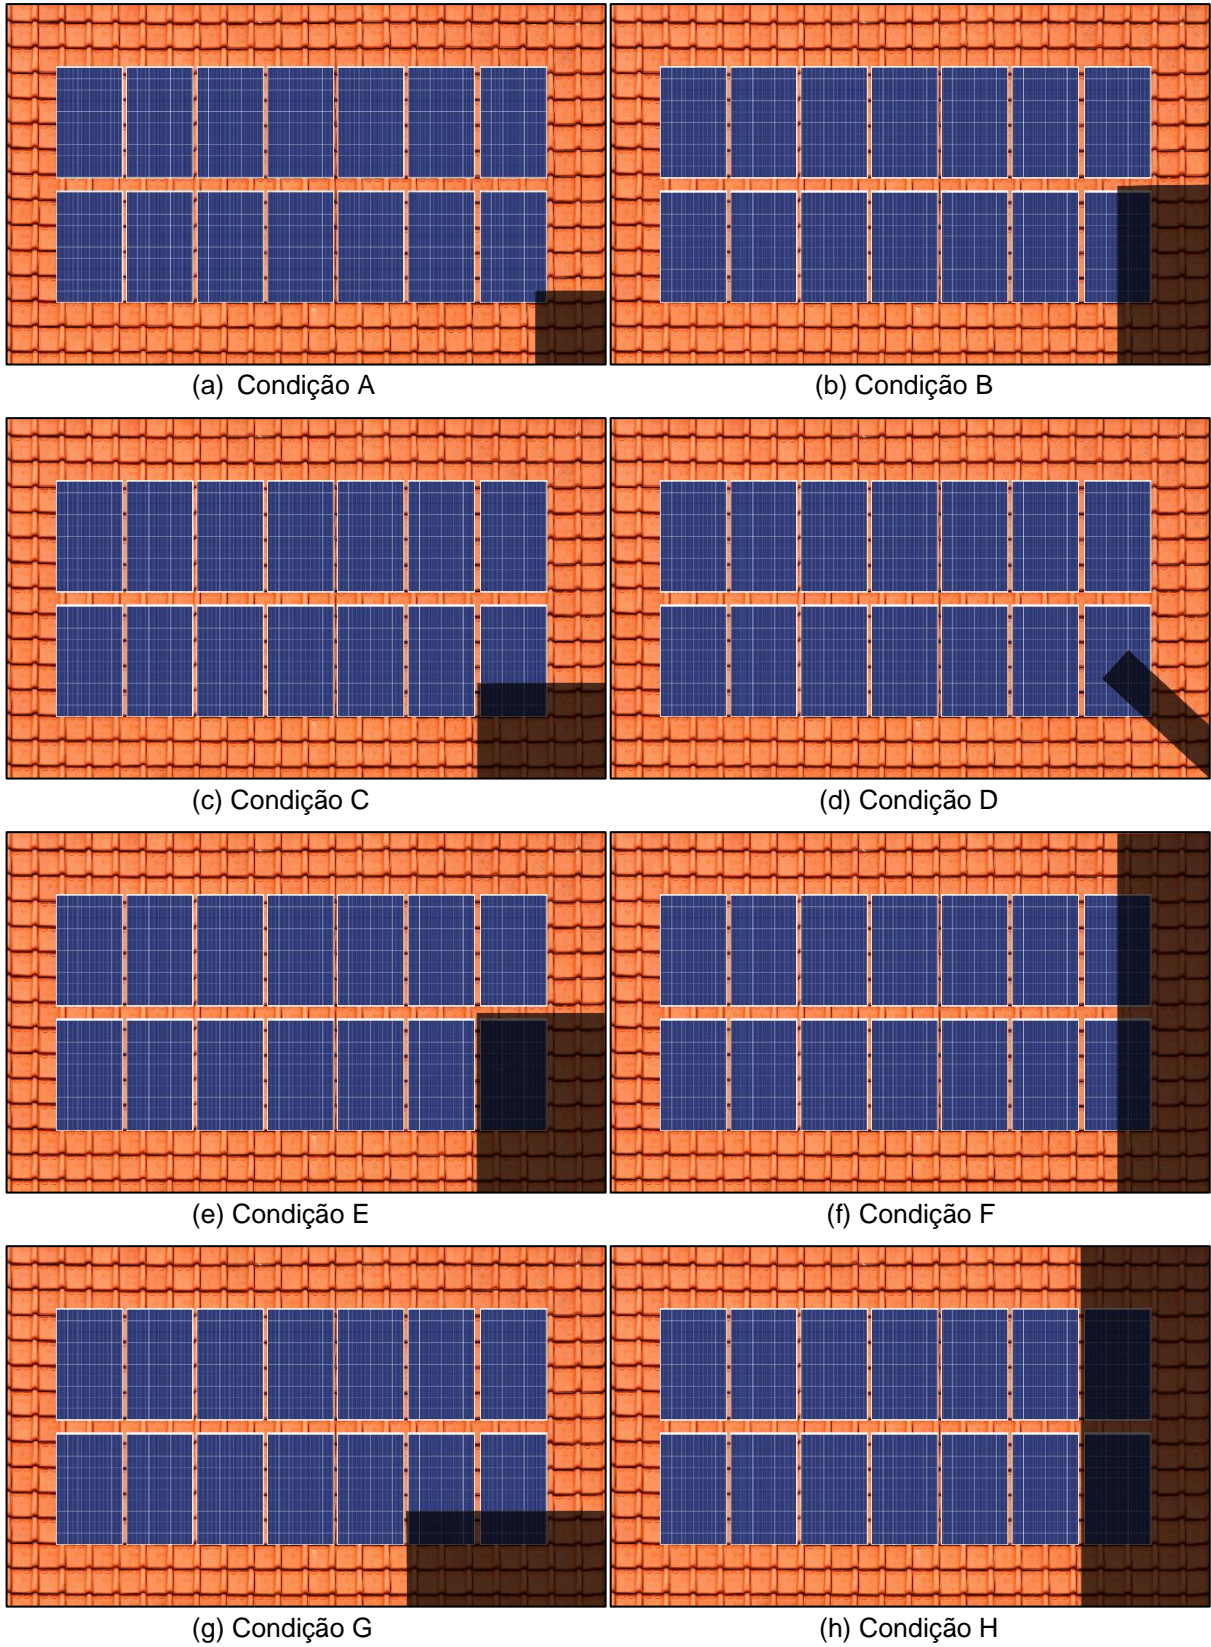 (a) Condição A
(b) Condição B
(c) Condição C
(d) Condição D
(e) Condição E
(f) Condição F
(g) Condição G
(h) Condição H